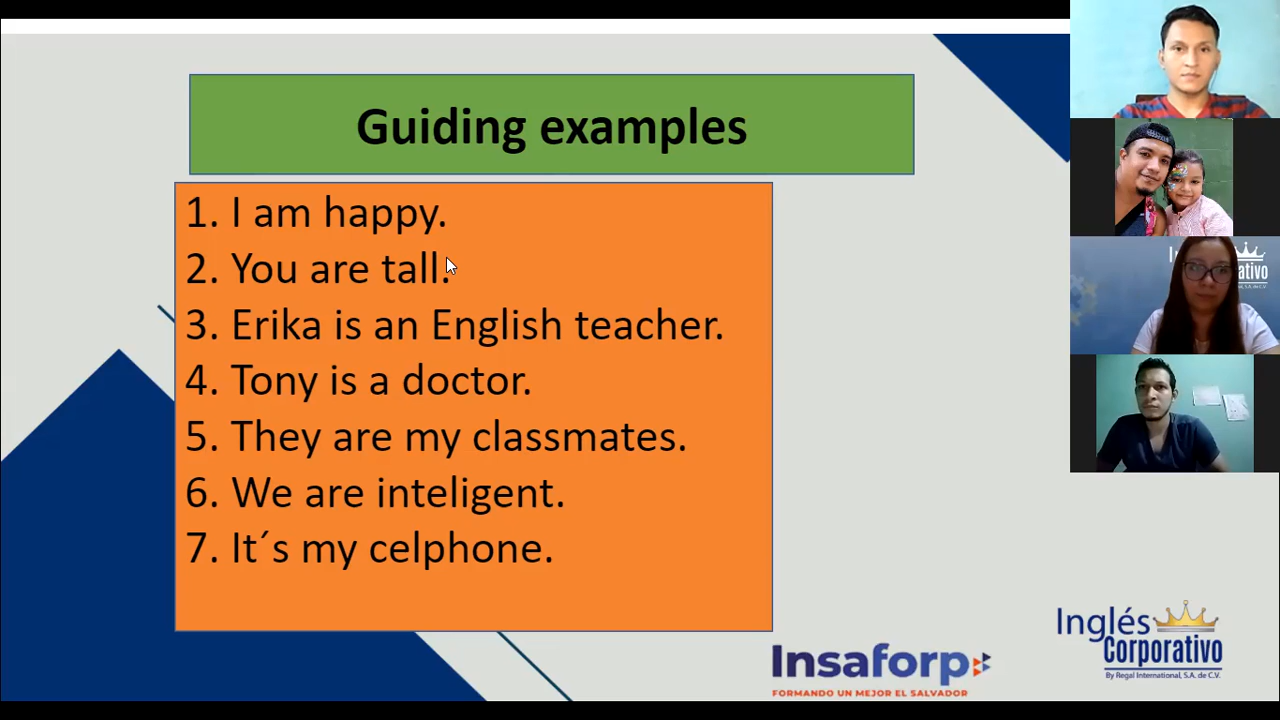 Guiding examples
1. I am happy.
2. You are tall.
3. Erika is an English teacher.
4. Tony is a doctor.
5. They are my classmates.
6. We are inteligent.
7. It´s my celphone.
Insaforp
FORMANDO UN MEJOR EL SALVADOR
Inglés
Corporativo
By Regal International, S.A. de C.V.